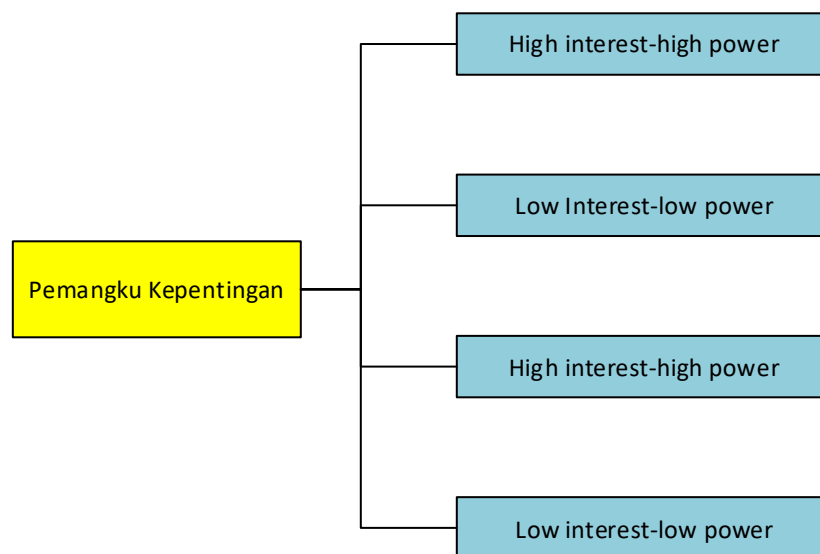 High interest-high power
Low Interest-low power
Pemangku Kepentingan
High interest-high power
Low interest-low power